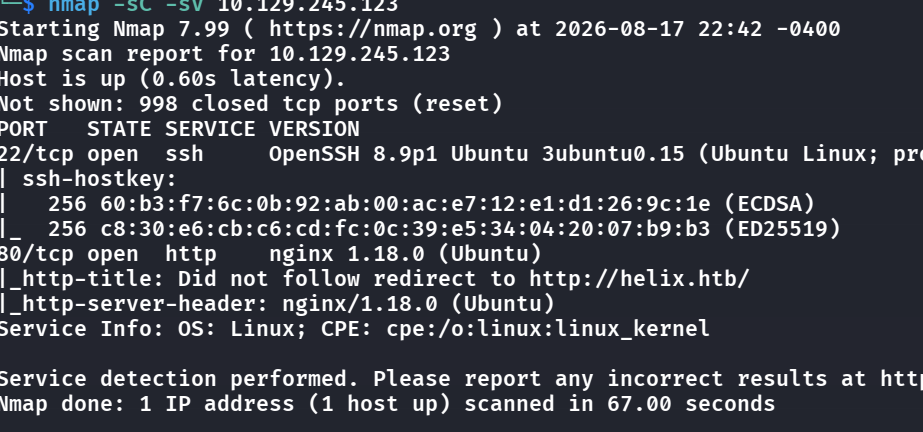 $ nmap -sC -sV 10.129.245.123
Starting Nmap 7.99 ( https://nmap.org ) at 2026-08-17 22:42 -0400
Nmap scan report for 10.129.245.123
Host is up (0.60s latency).
Not shown: 998 closed tcp ports (reset)
PORT   STATE SERVICE VERSION
22/tcp open  ssh     OpenSSH 8.9p1 Ubuntu 3ubuntu0.15 (Ubuntu Linux; pro
| ssh-hostkey:
|   256 60:b3:f7:6c:0b:92:ab:00:ac:e7:12:e1:d1:26:9c:1e (ECDSA)
|_  256 c8:30:e6:cb:c6:cd:fc:0c:39:e5:34:04:20:07:b9:b3 (ED25519)
80/tcp open  http    nginx 1.18.0 (Ubuntu)
|_http-title: Did not follow redirect to http://helix.htb/
|_http-server-header: nginx/1.18.0 (Ubuntu)
Service Info: OS: Linux; CPE: cpe:/o:linux:linux_kernel
Service detection performed. Please report any incorrect results at http
Nmap done: 1 IP address (1 host up) scanned in 67.00 seconds